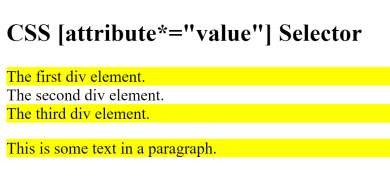 CSS [attribute*="value"] Selector
The first div element.
The second div element.
The third div element.
This is some text in a paragraph.